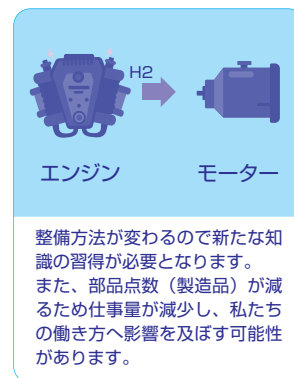 H2
エンジン モーター
整備方法が変わるので新たな知
識の習得が必要となります。
また、部品点数（製造品）が減
るため仕事量が減少し、私たち
の働き方へ影響を及ぼす可能性
があります。